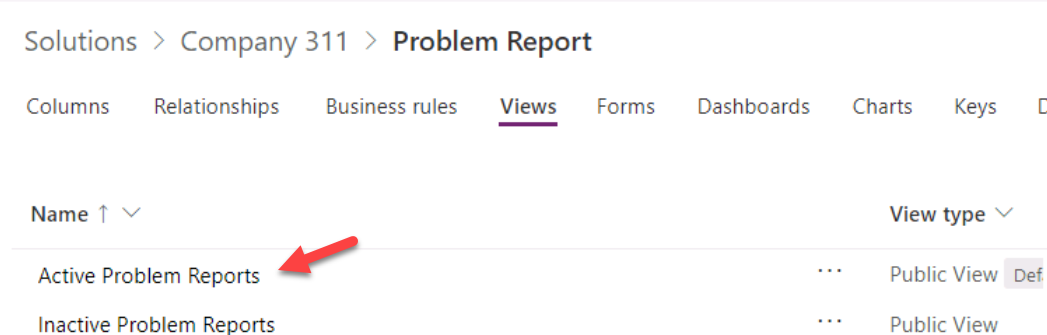 Solutions > Company 311 > Problem Report
Columns Relationships Business rules Views Forms Dashboards Charts Keys
Name ↑ View type
Active Problem Reports ··· Public View
Inactive Problem Reports ··· Public View